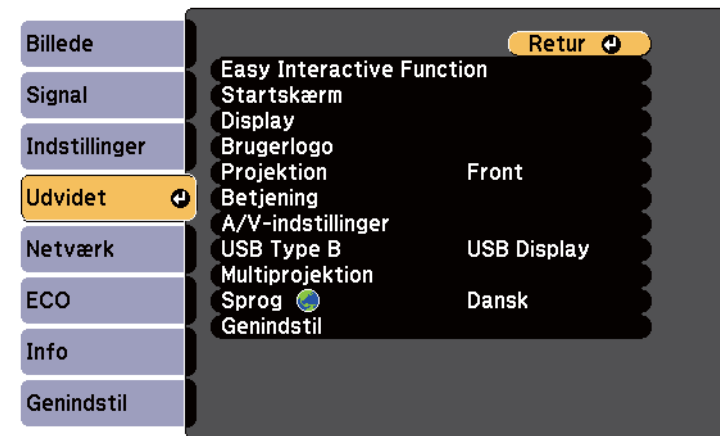 Billede
Signal
Indstillinger
Udvidet
Netværk
ECO
Info
Genindstil
Retur
Easy Interactive Function
Startskærm
Display
Brugerlogo
Projektion Front
Betjening
A/V-indstillinger
USB Type B USB Display
Multiprojektion
Sprog Dansk
Genindstil